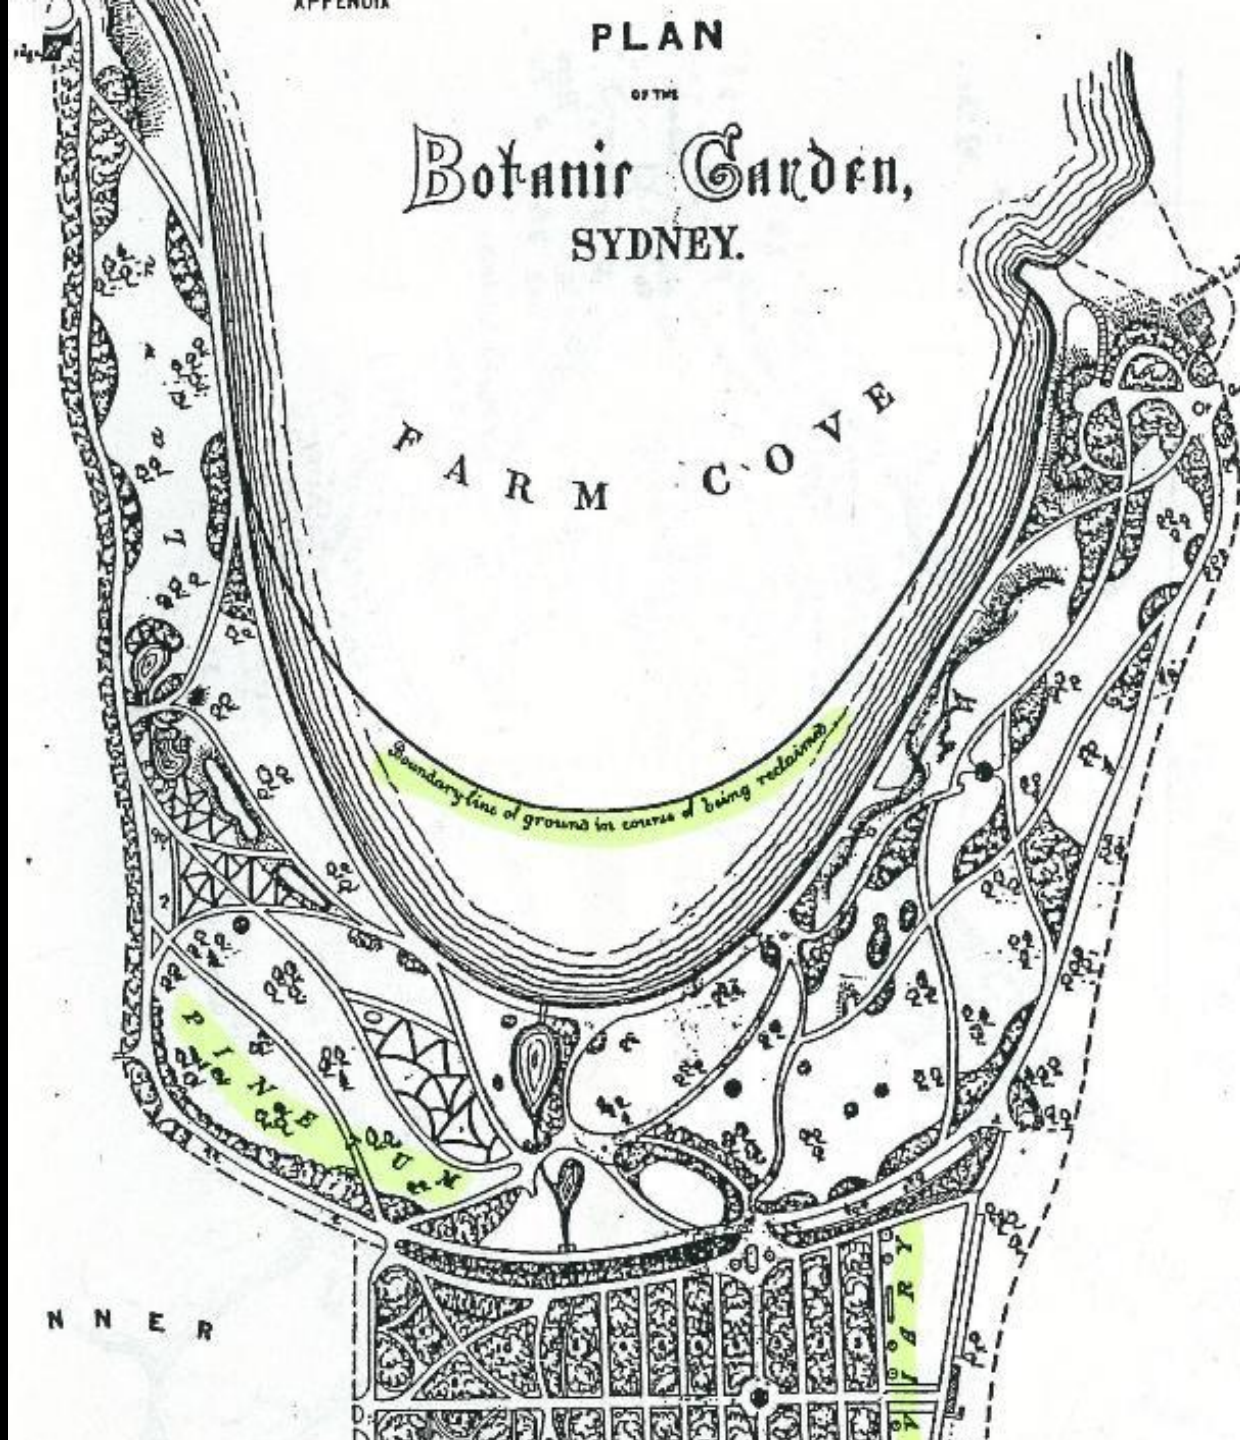 APPENDIX
PLAN
OF THE
Botanic Garden,
SYDNEY.
FARM COVE
Boundary line of ground in course of being reclaimed
PINETUM
NNER
VIARY